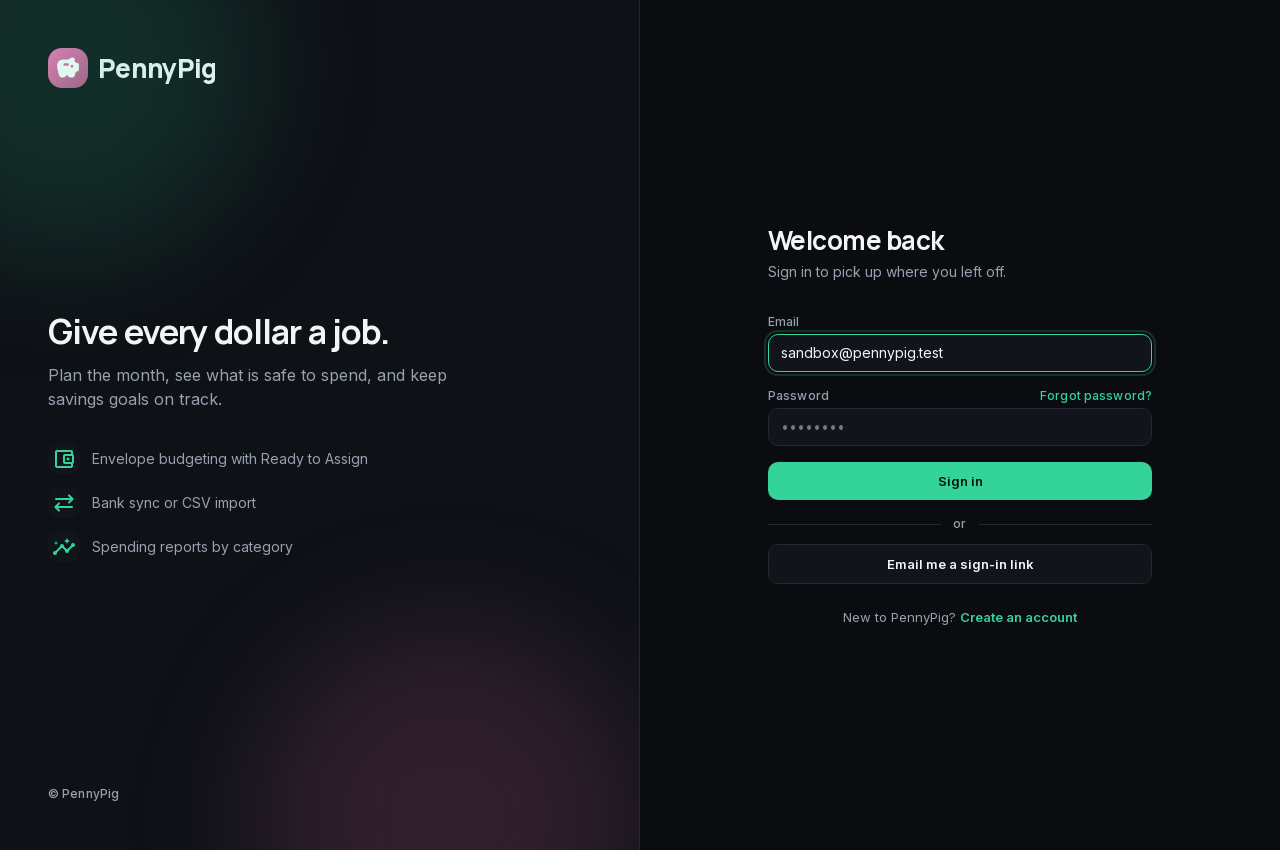 PennyPig
Give every dollar a job.
Plan the month, see what is safe to spend, and keep
savings goals on track.
Envelope budgeting with Ready to Assign
Bank sync or CSV import
Spending reports by category
© PennyPig
Welcome back
Sign in to pick up where you left off.
Email
sandbox@pennypig.test
Password Forgot password?
••••••••
Sign in
or
Email me a sign-in link
New to PennyPig? Create an account